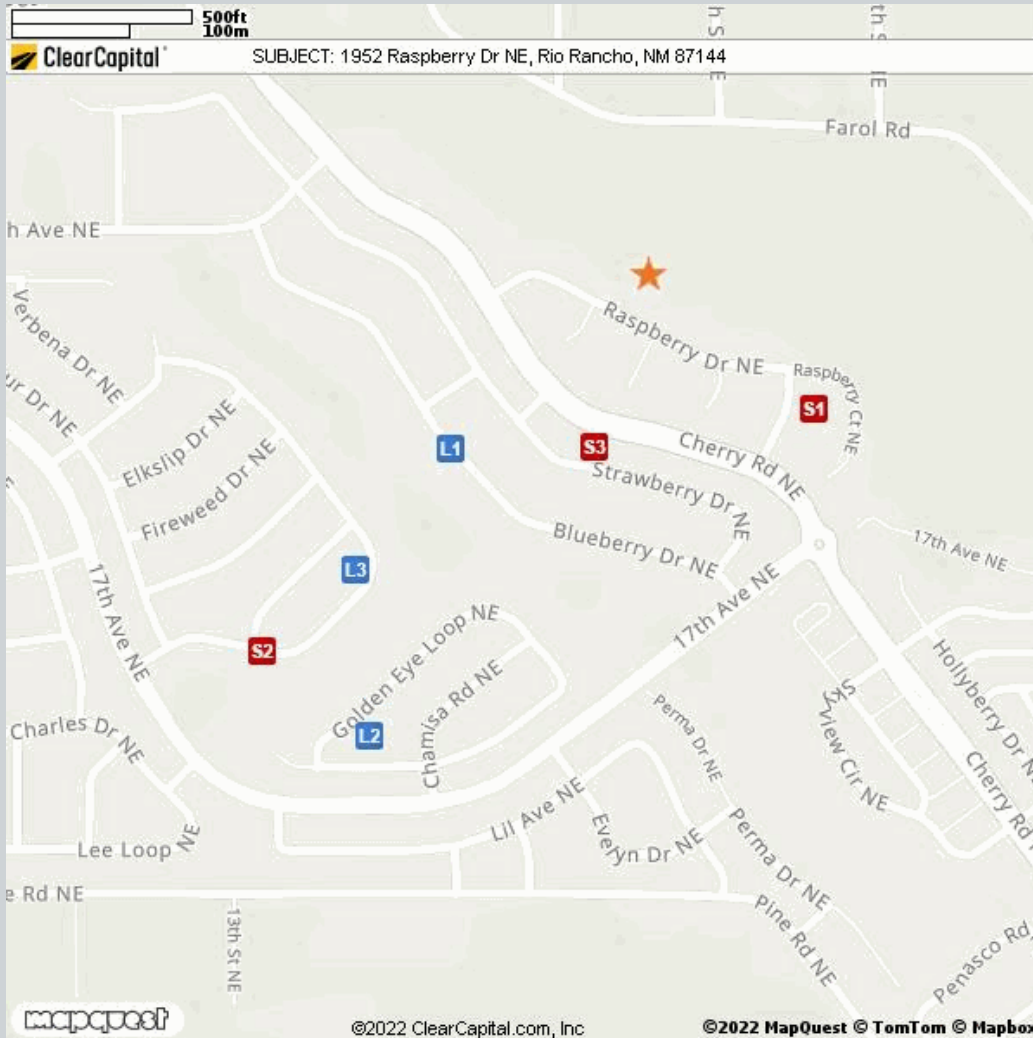 500ft
100m
ClearCapital
SUBJECT: 1952 Raspberry Dr NE, Rio Rancho, NM 87144
h S
E
th S
IE
Farol Rd
h Ave NE
Verbena Dr NE
ur Dr NE
Elkslip Dr NE
Fireweed Dr NE
Raspberry Dr NE
Raspberry Ct NE
S1
L1
S3
Cherry Rd NE
Strawberry Dr NE
Blueberry Dr NE
17th Ave NE
17th Ave NE
17th Ave NE
L3
S2
Golden Eye Loop NE
Chamisa Rd NE
L2
Charles Dr NE
Perma Dr NE
Sky View Cir NE
Hollyberry Dr N
Cherry Rd
Lil Ave NE
Evelyn Dr NE
Perma Dr NE
Lee Loop NE
e Rd NE
13th St NE
Pine Rd NE
Penasco Rd
mapquest
©2022 ClearCapital.com, Inc
©2022 MapQuest © TomTom © Mapbox